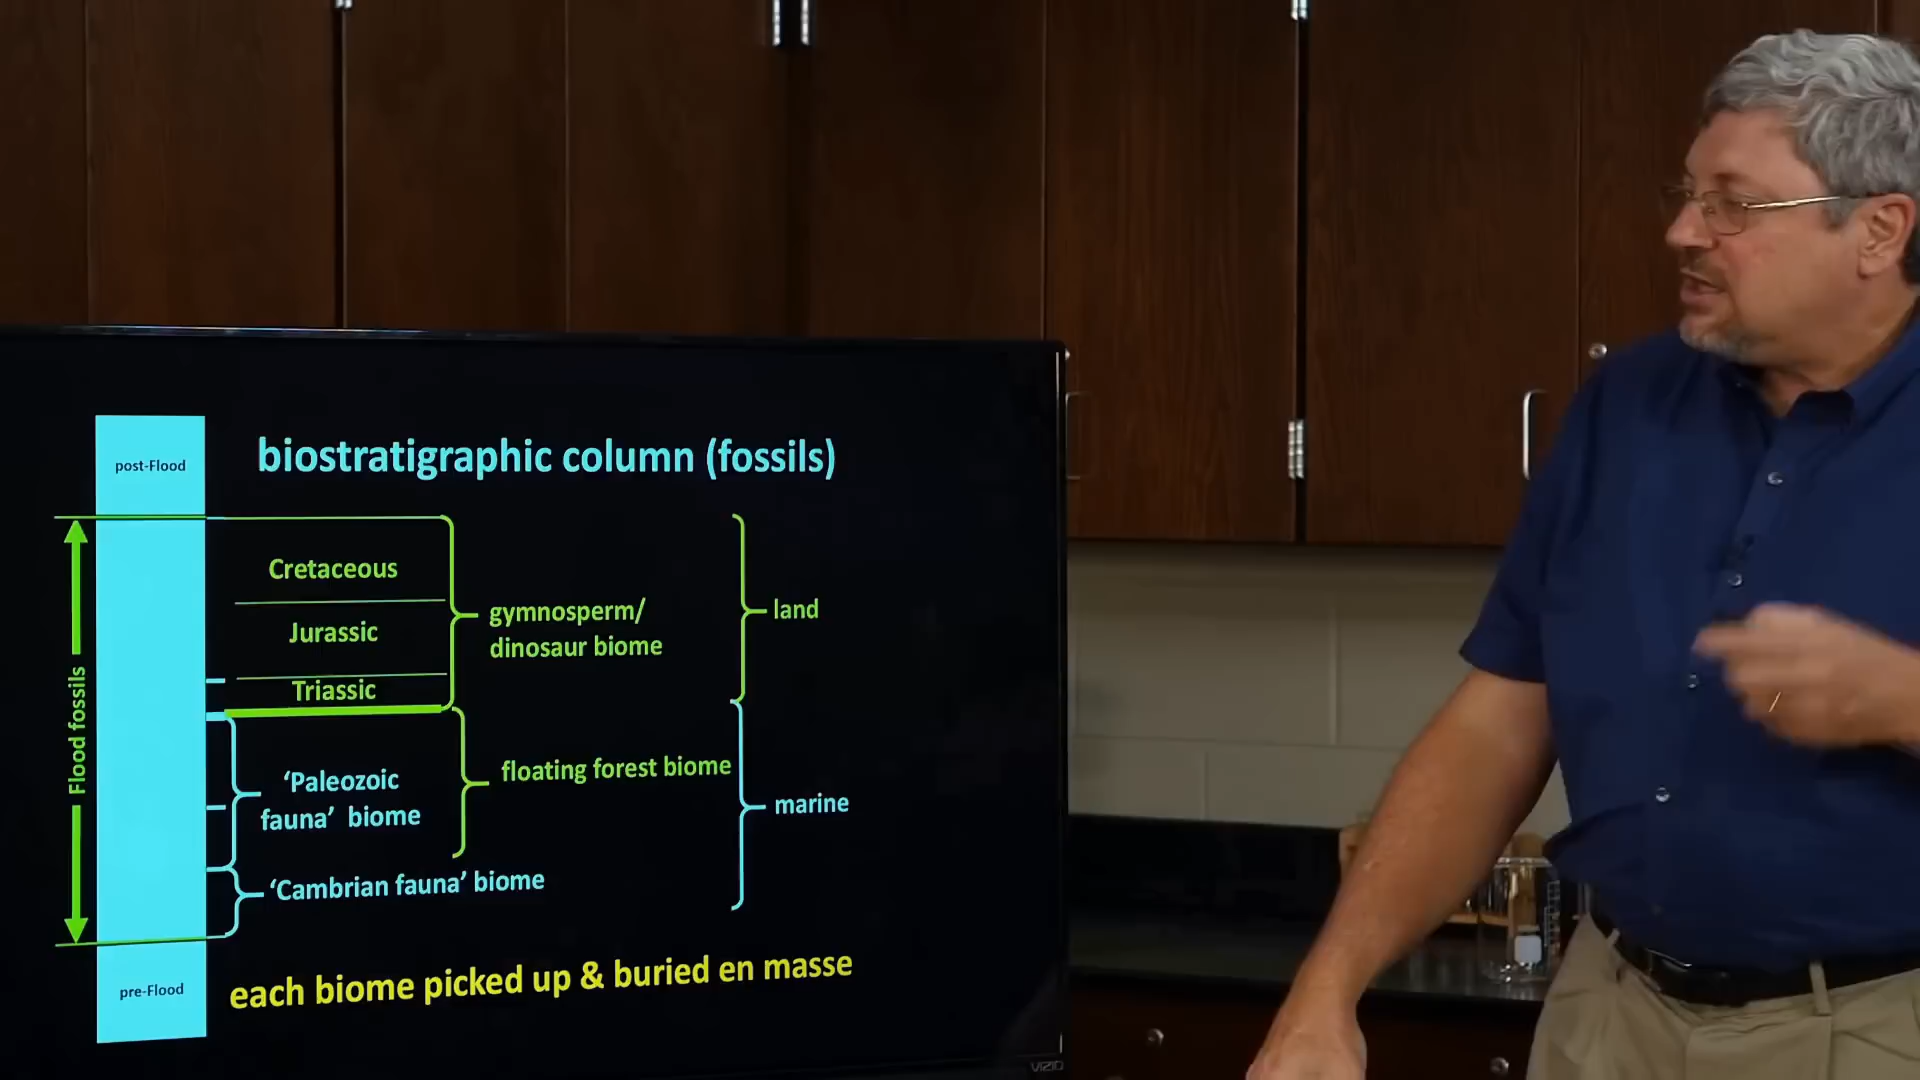 post-Flood
biostratigraphic column (fossils)
Cretaceous
Jurassic
Triassic
gymnosperm/
dinosaur biome
land
Flood fossils
‘Paleozoic
fauna’ biome
floating forest biome
marine
‘Cambrian fauna’ biome
pre-Flood
each biome picked up & buried en masse
VIZIO